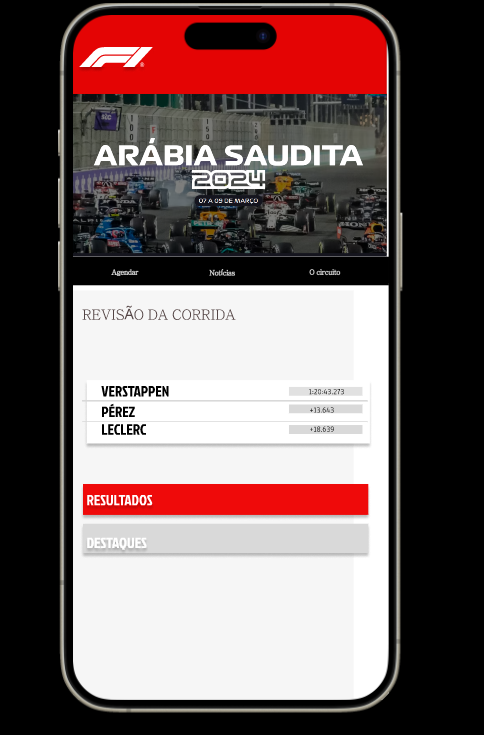 F1
ARÁBIA SAUDITA
2024
07 A 09 DE MARÇO
Agendar Notícias O circuito
REVISÃO DA CORRIDA
VERSTAPPEN 1:20:43.273
PÉREZ +13.643
LECLERC +18.639
RESULTADOS
DESTAQUES